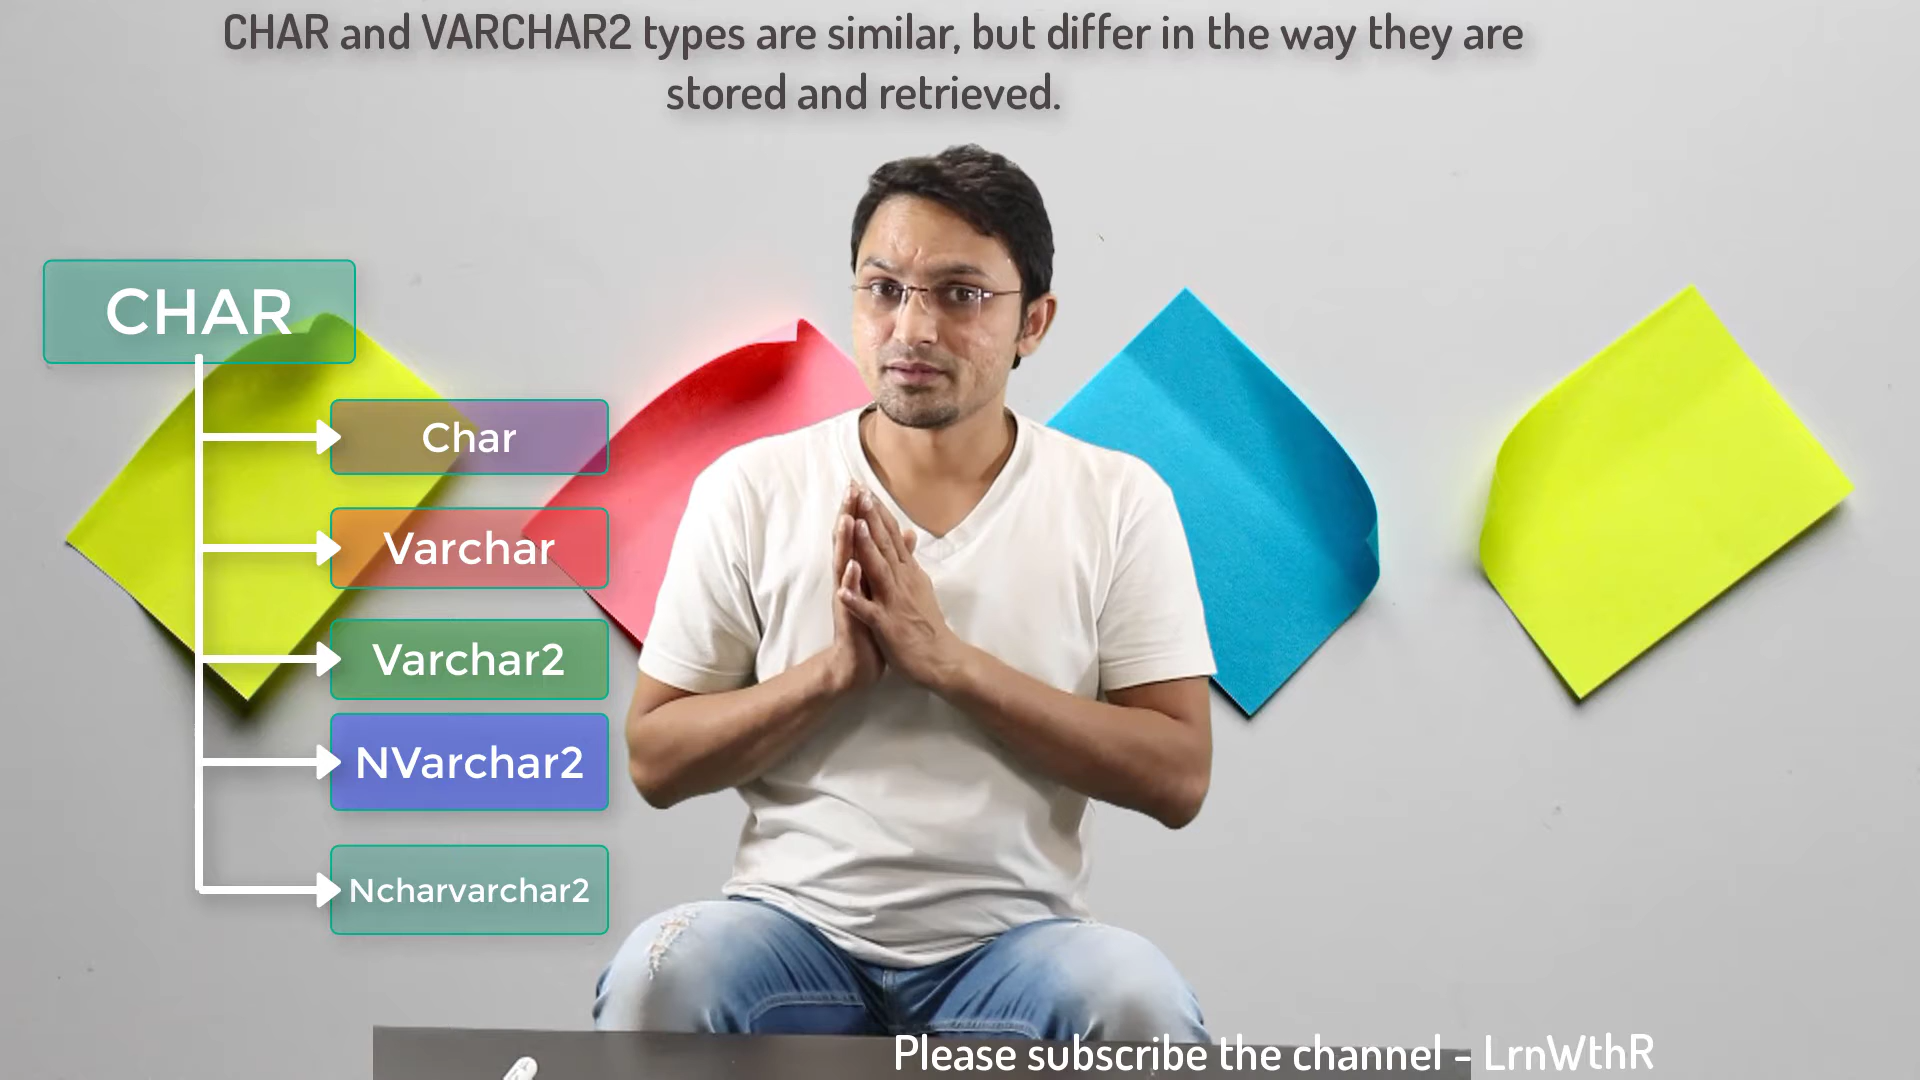 CHAR and VARCHAR2 types are similar, but differ in the way they are
stored and retrieved.
CHAR
Char
Varchar
Varchar2
NVarchar2
Ncharvarchar2
Please subscribe the channel - LrnWthR